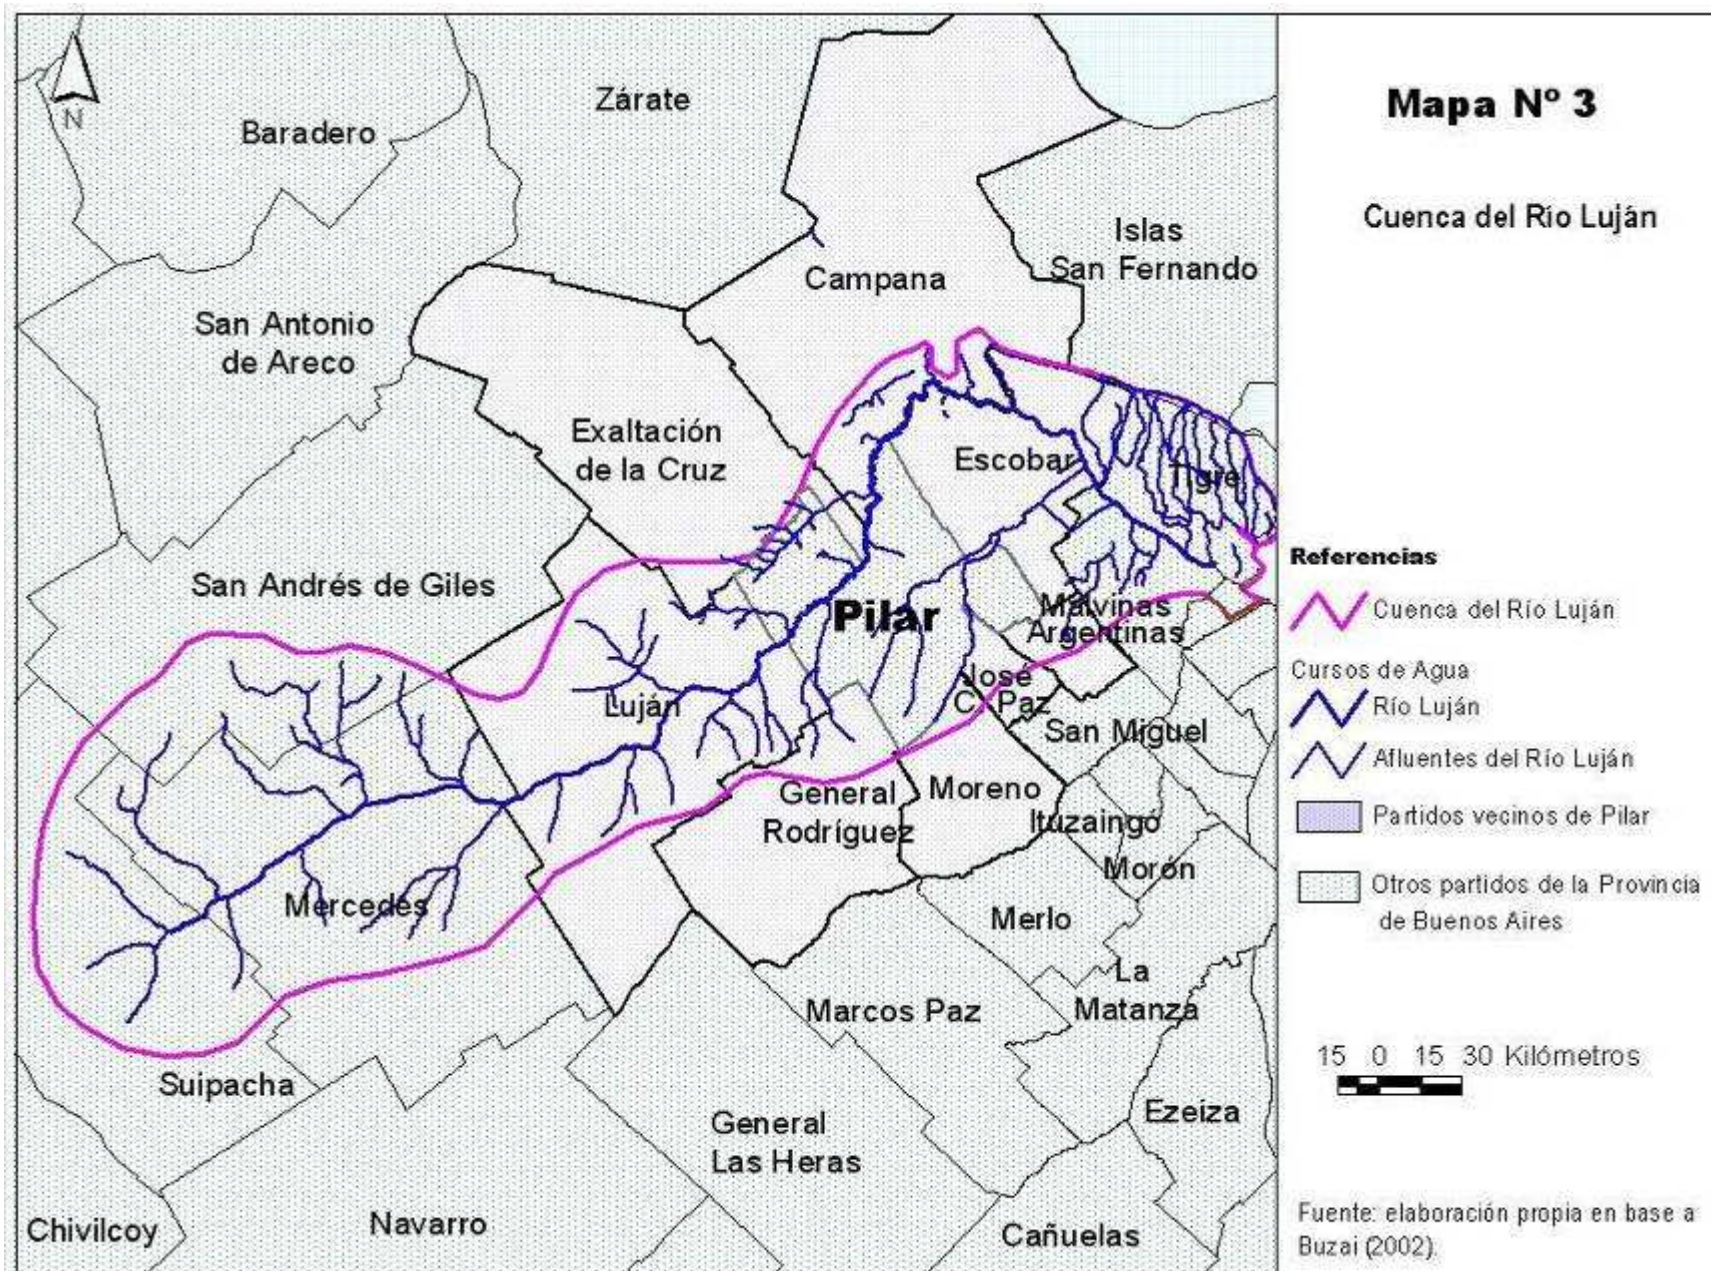 N
Baradero
Zárate
Islas
San Fernando
Campana
San Antonio
de Areco
Exaltación
de la Cruz
Escobar
Tigre
San Andrés de Giles
Pilar
Malvinas
Argentinas
José
C. Paz
Luján
San Miguel
General
Rodríguez
Moreno
Ituzaingó
Morón
Mercedes
Merlo
La
Matanza
Marcos Paz
Suipacha
Ezeiza
General
Las Heras
Chivilcoy
Navarro
Cañuelas
Mapa Nº 3
Cuenca del Río Luján
Referencias
Cuenca del Río Luján
Cursos de Agua
Río Luján
Afluentes del Río Luján
Partidos vecinos de Pilar
Otros partidos de la Provincia
de Buenos Aires
15 0 15 30 Kilómetros
Fuente: elaboración propia en base a
Buzai (2002).